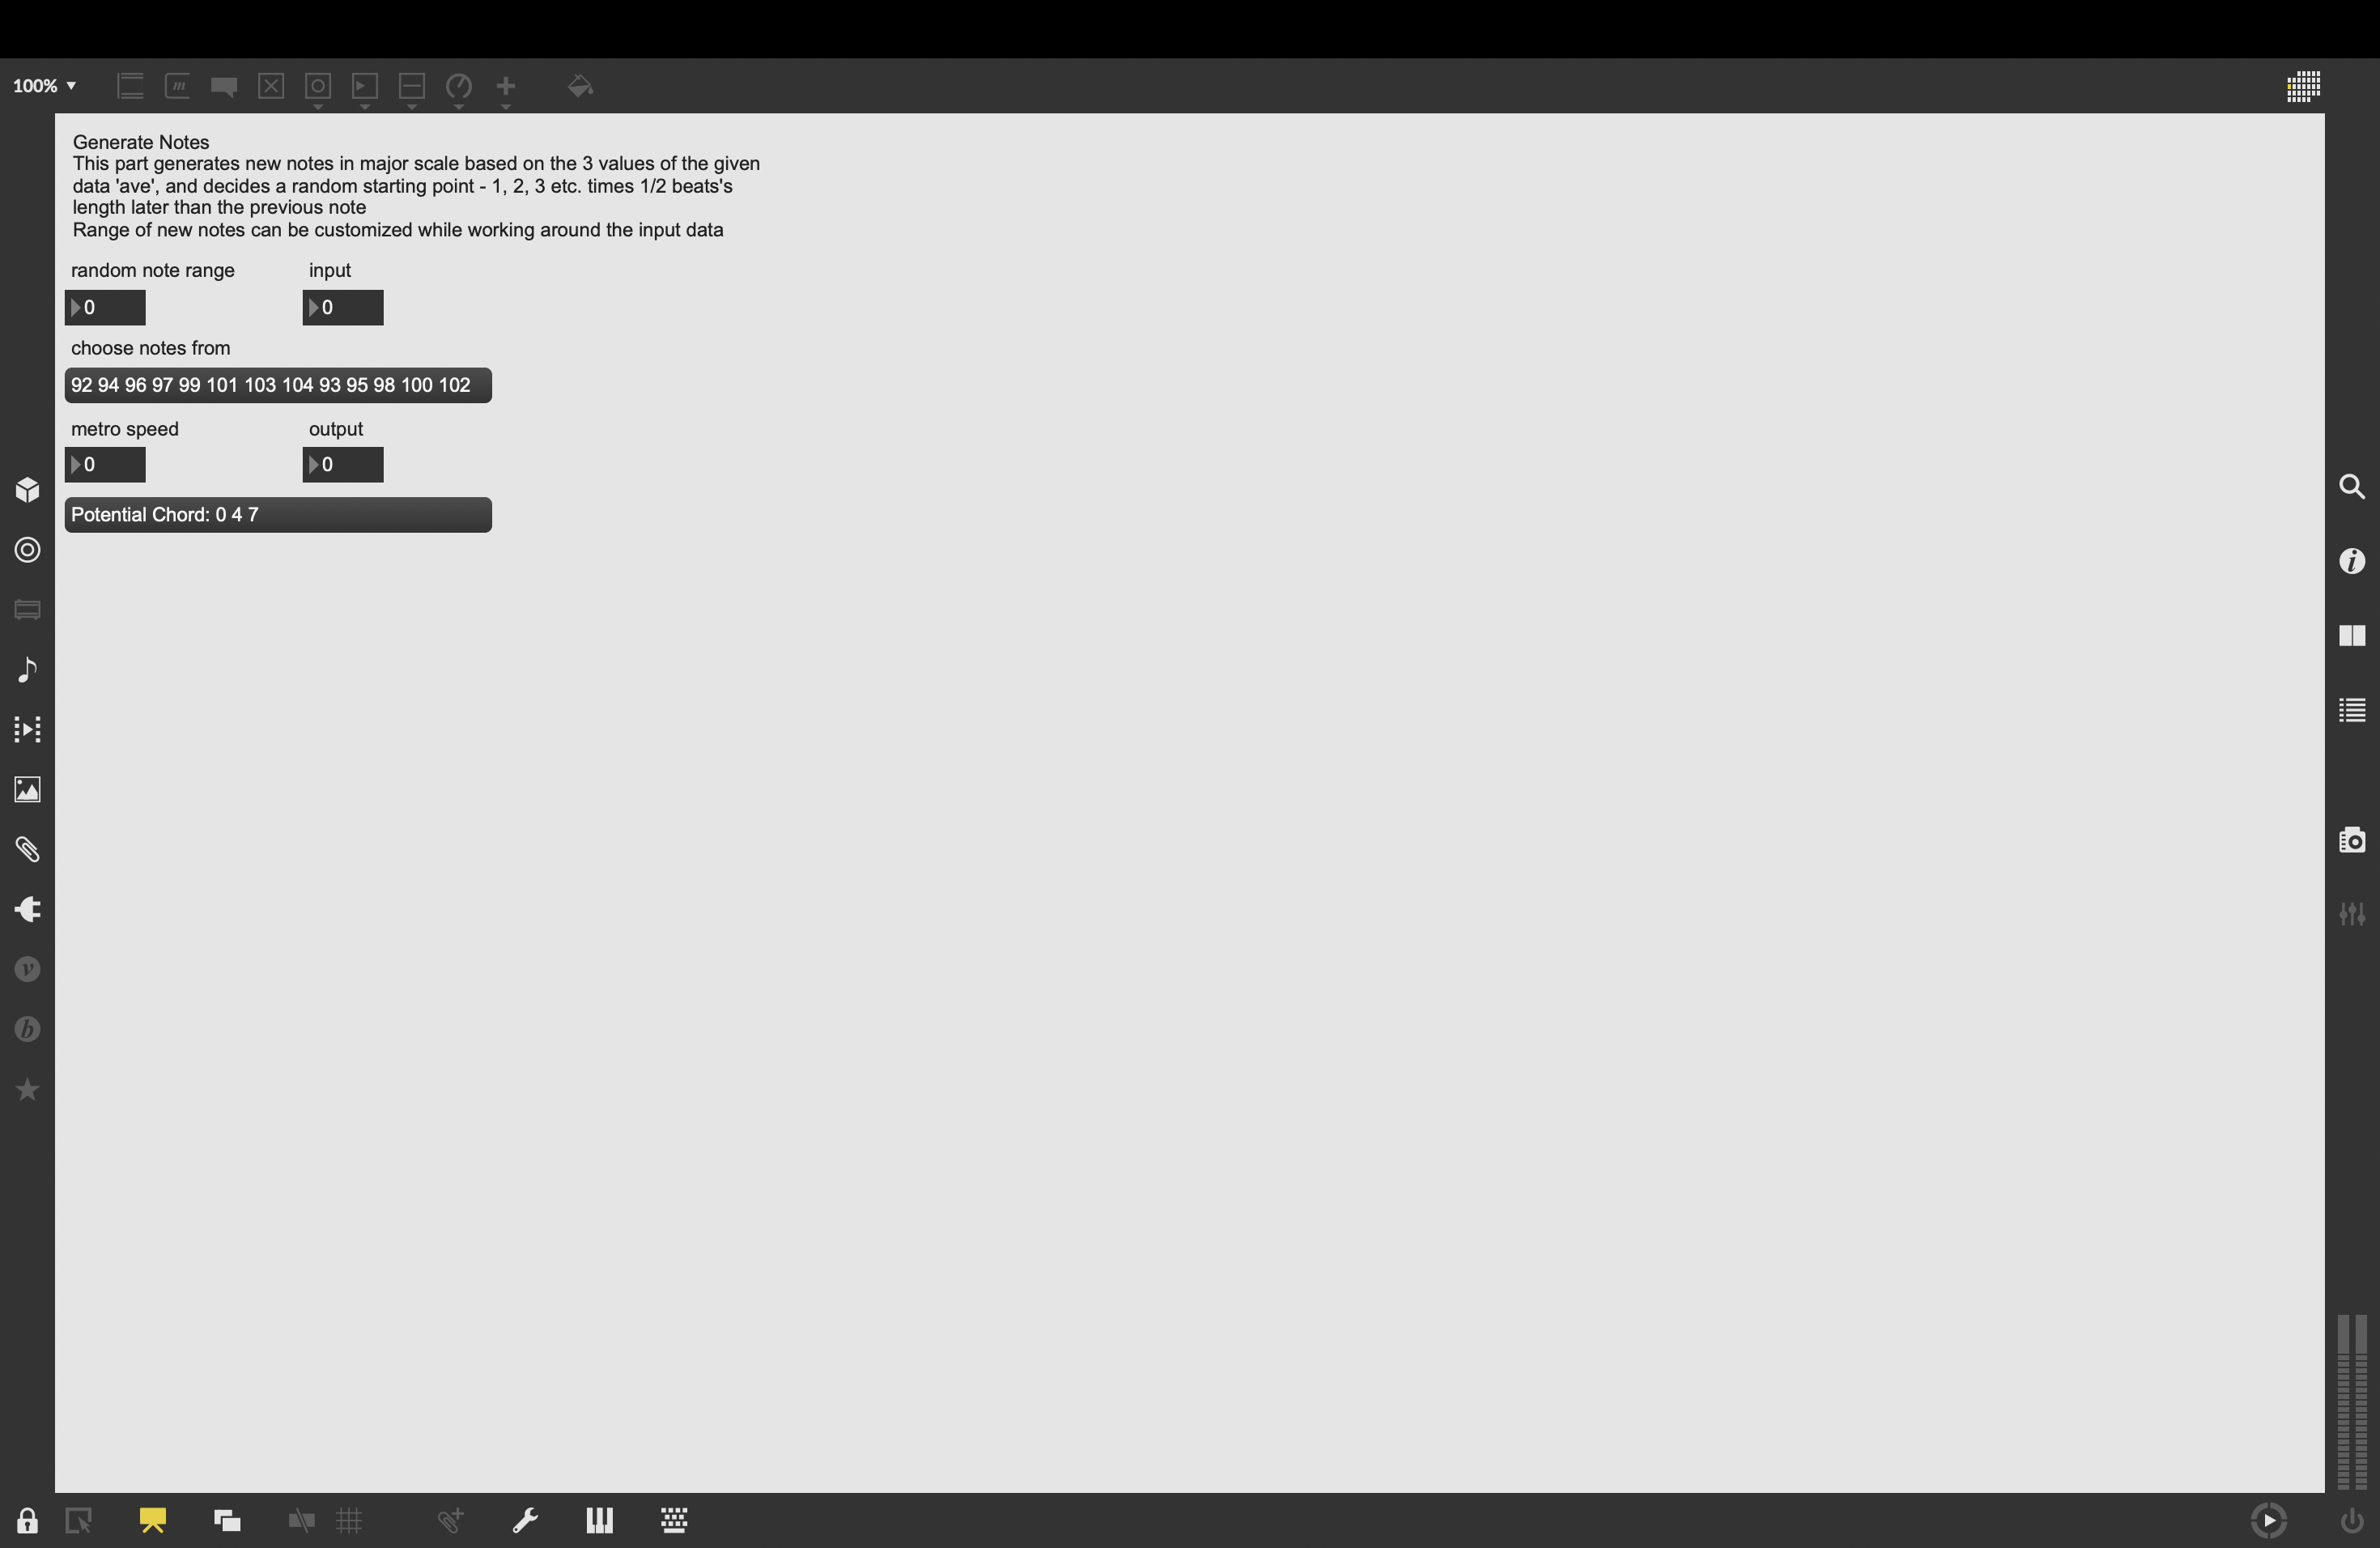 100%
Generate Notes
This part generates new notes in major scale based on the 3 values of the given
data 'ave', and decides a random starting point - 1, 2, 3 etc. times 1/2 beats's
length later than the previous note
Range of new notes can be customized while working around the input data
random note range input
0 0
choose notes from
92 94 96 97 99 101 103 104 93 95 98 100 102
metro speed output
0 0
Potential Chord: 0 4 7